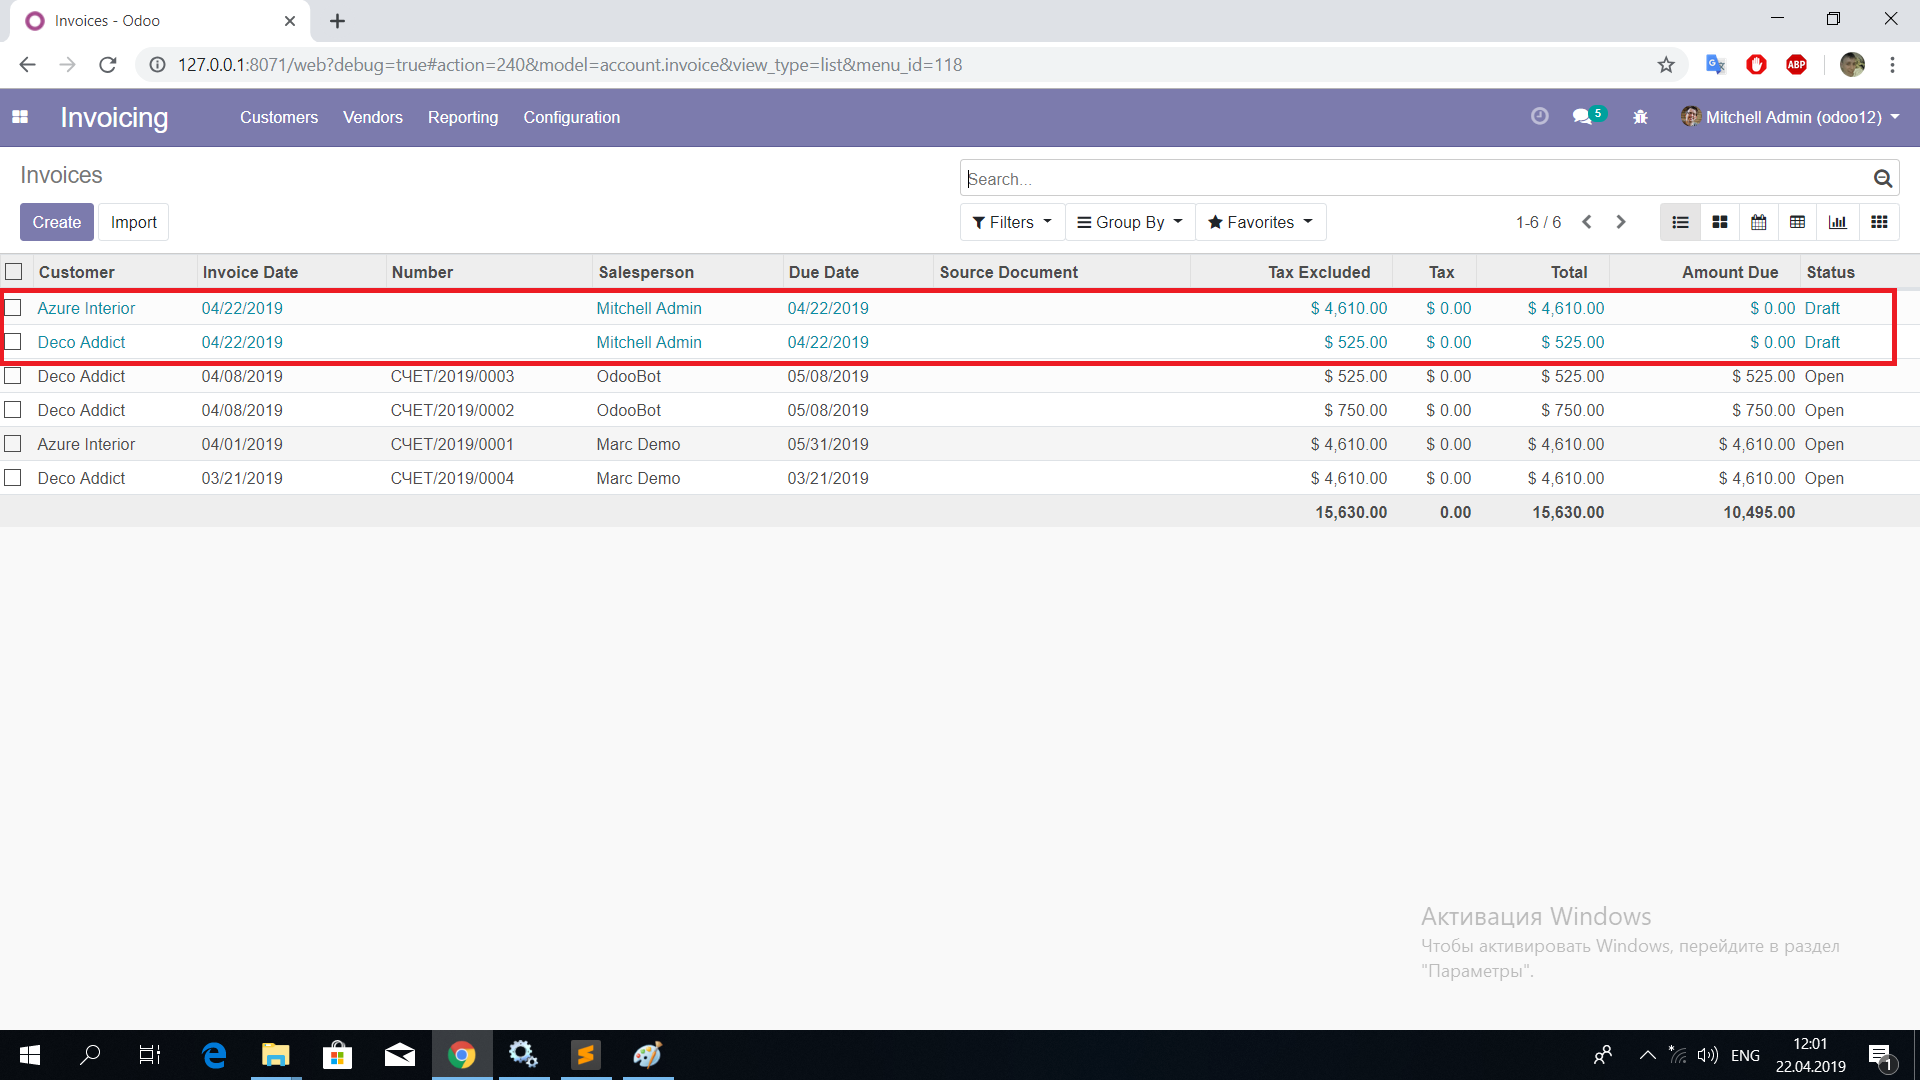 Invoices - Odoo
127.0.0.1:8071/web?debug=true#action=240&model=account.invoice&view_type=list&menu_id=118
ABP
Invoicing Customers Vendors Reporting Configuration 5 Mitchell Admin (odoo12)
Invoices
Search...
Create Import Filters Group By Favorites 1-6 / 6
Customer Invoice Date Number Salesperson Due Date Source Document Tax Excluded Tax Total Amount Due Status
Azure Interior 04/22/2019 Mitchell Admin 04/22/2019 $ 4,610.00 $ 0.00 $ 4,610.00 $ 0.00 Draft
Deco Addict 04/22/2019 Mitchell Admin 04/22/2019 $ 525.00 $ 0.00 $ 525.00 $ 0.00 Draft
Deco Addict 04/08/2019 СЧЕТ/2019/0003 OdooBot 05/08/2019 $ 525.00 $ 0.00 $ 525.00 $ 525.00 Open
Deco Addict 04/08/2019 СЧЕТ/2019/0002 OdooBot 05/08/2019 $ 750.00 $ 0.00 $ 750.00 $ 750.00 Open
Azure Interior 04/01/2019 СЧЕТ/2019/0001 Marc Demo 05/31/2019 $ 4,610.00 $ 0.00 $ 4,610.00 $ 4,610.00 Open
Deco Addict 03/21/2019 СЧЕТ/2019/0004 Marc Demo 03/21/2019 $ 4,610.00 $ 0.00 $ 4,610.00 $ 4,610.00 Open
15,630.00 0.00 15,630.00 10,495.00
Активация Windows
Чтобы активировать Windows, перейдите в раздел
"Параметры".
ENG
12:01
22.04.2019
1